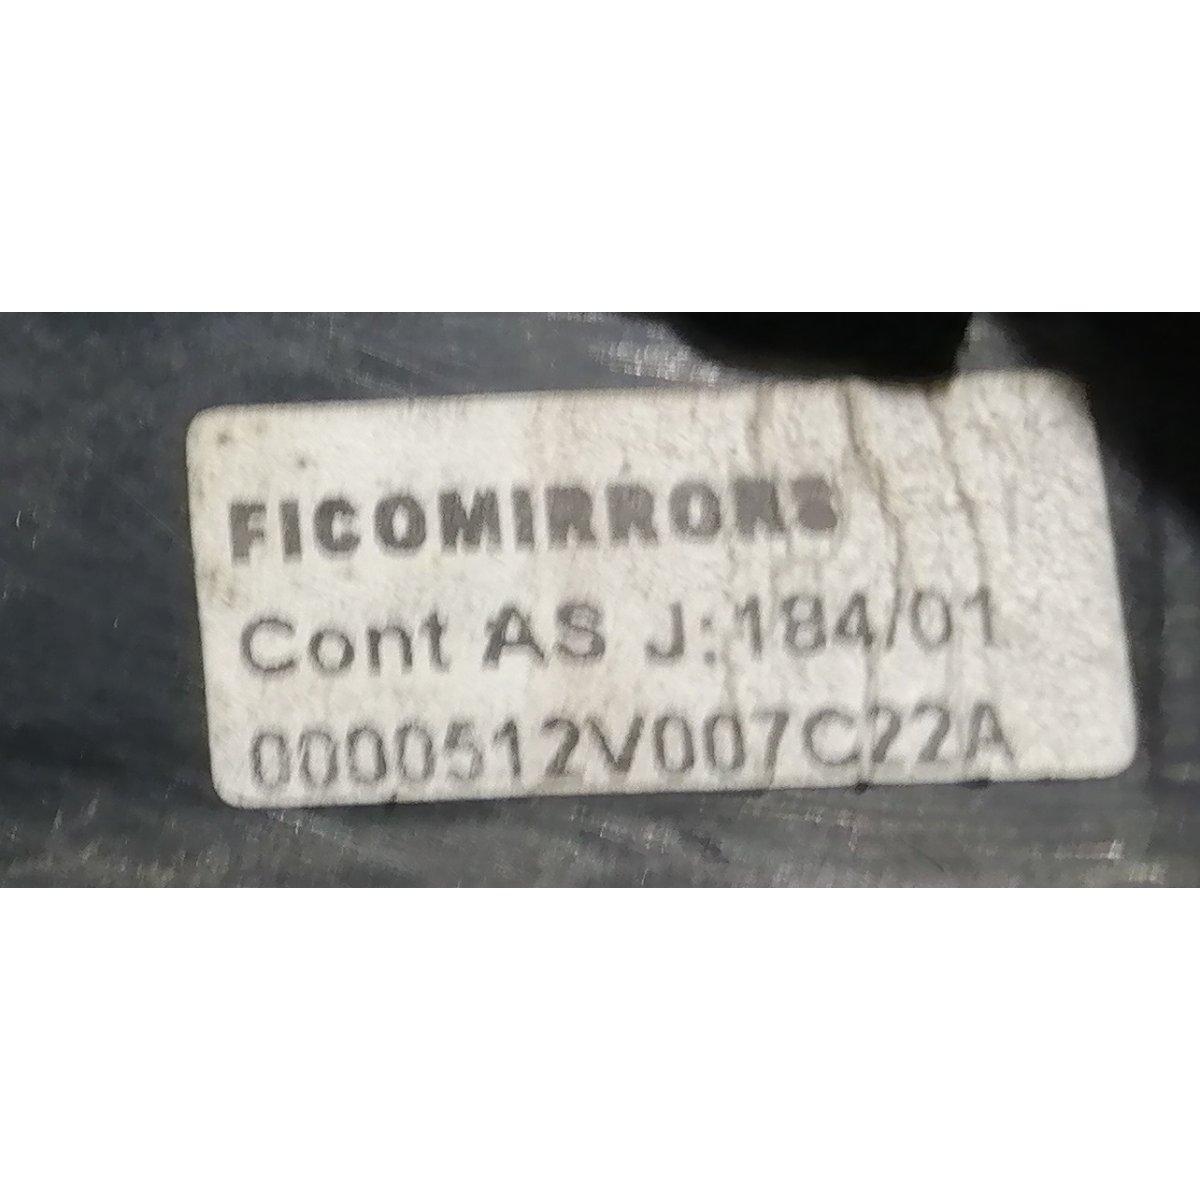 FICOMIRRORS
Cont AS J:184/01
0000512V007C22A